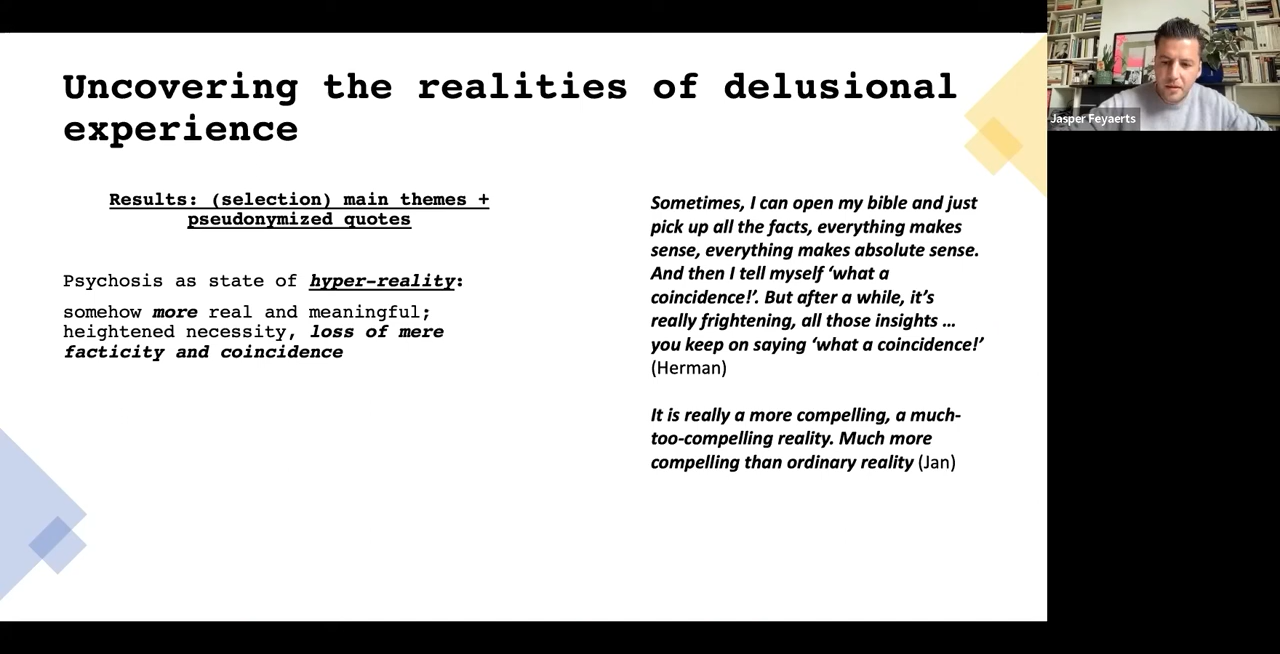 Uncovering the realities of delusional
experience
Results: (selection) main themes +
pseudonymized quotes
Psychosis as state of hyper-reality:
somehow more real and meaningful;
heightened necessity, loss of mere
facticity and coincidence
Sometimes, I can open my bible and just
pick up all the facts, everything makes
sense, everything makes absolute sense.
And then I tell myself ‘what a
coincidence!’. But after a while, it’s
really frightening, all those insights …
you keep on saying ‘what a coincidence!’
(Herman)
It is really a more compelling, a much-
too-compelling reality. Much more
compelling than ordinary reality (Jan)
Jasper Feyaerts